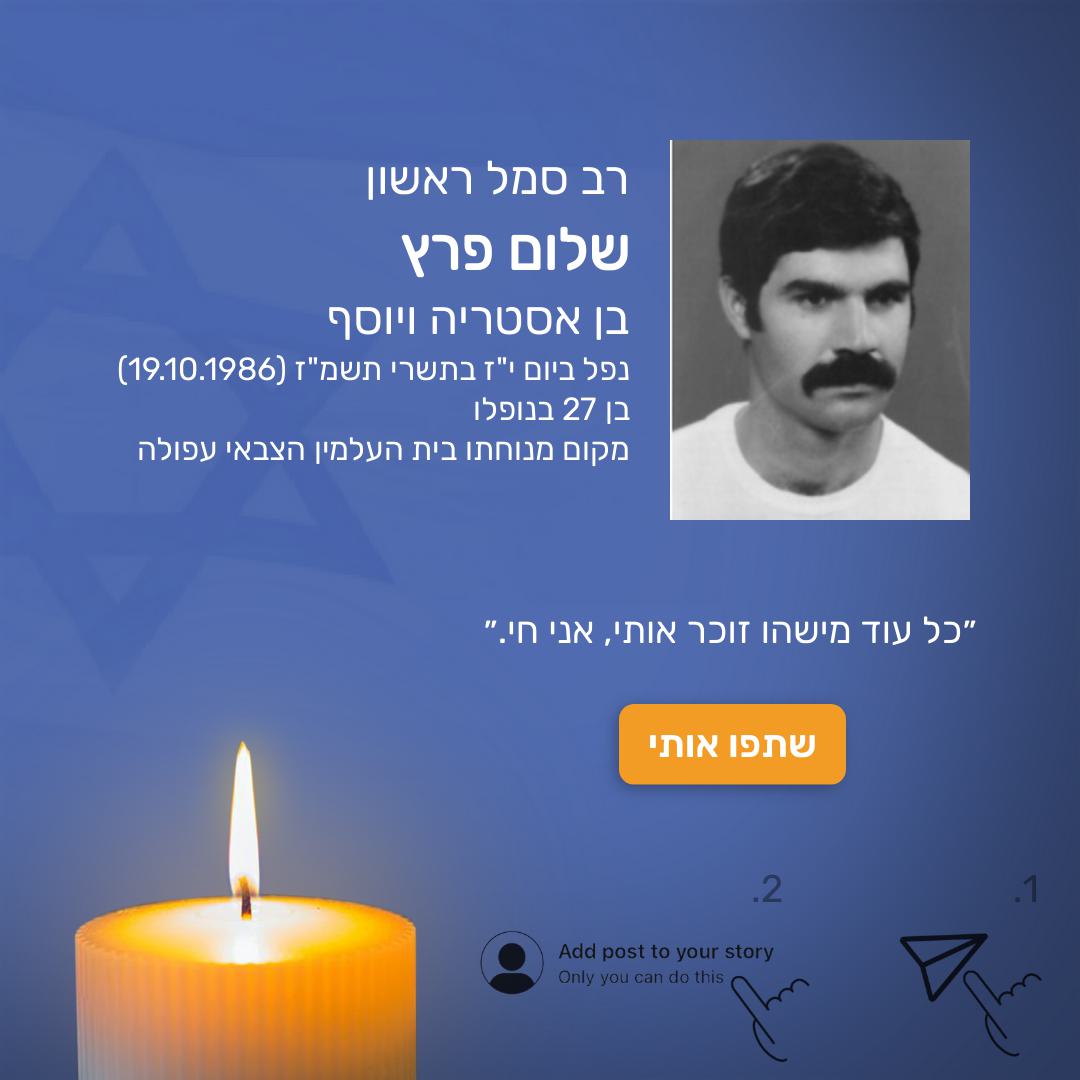 רב סמל ראשון
שלום פרץ
בן אסטריה ויוסף
נפל ביום י"ז בתשרי תשמ"ז (19.10.1986)
בן 27 בנופלו
מקום מנוחתו בית העלמין הצבאי עפולה
״כל עוד מישהו זוכר אותי, אני חי.״
שתפו אותי
.1
.2
Add post to your story
Only you can do this